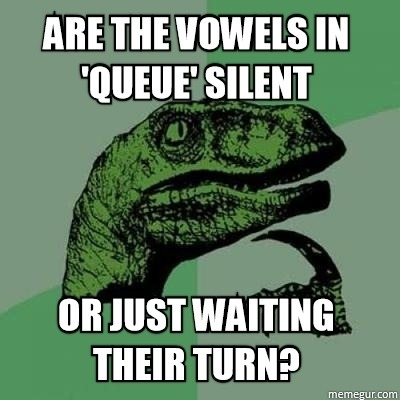 ARE THE VOWELS IN
'QUEUE' SILENT
OR JUST WAITING
THEIR TURN?
memegur.com